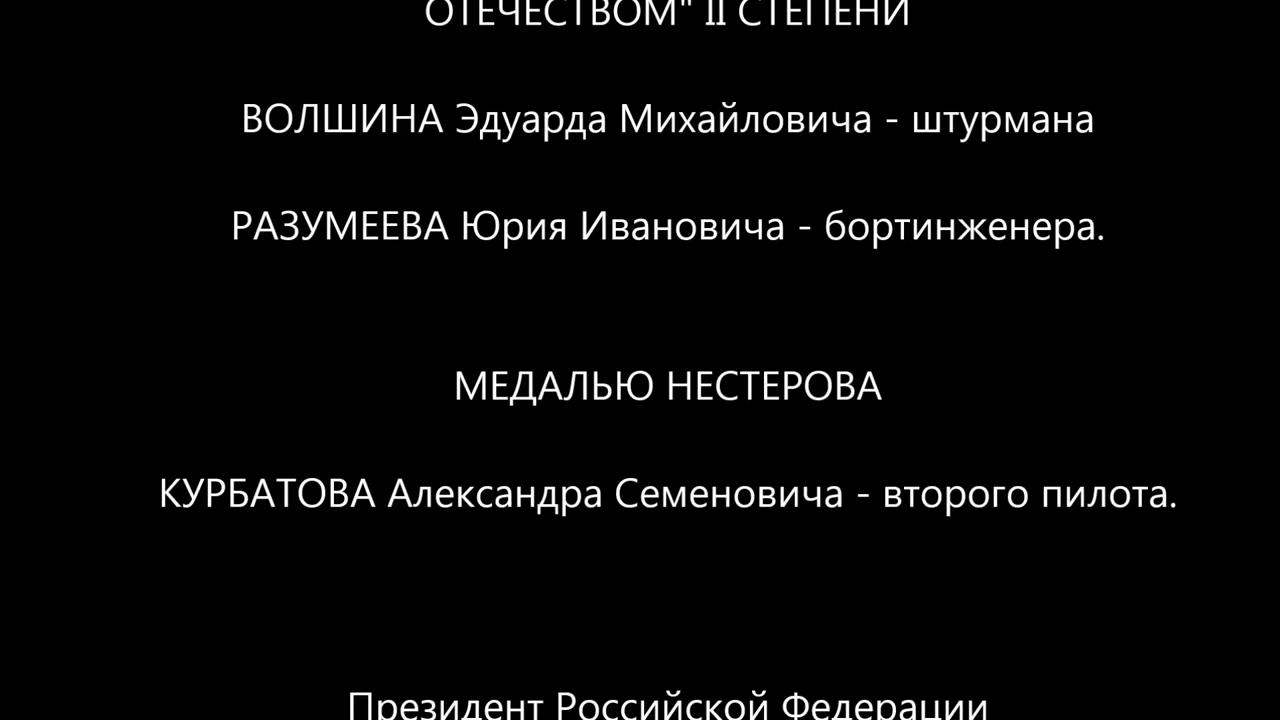 ОТЕЧЕСТВОМ" II СТЕПЕНИ
ВОЛШИНА Эдуарда Михайловича - штурмана
РАЗУМЕЕВА Юрия Ивановича - бортинженера.
МЕДАЛЬЮ НЕСТЕРОВА
КУРБАТОВА Александра Семеновича - второго пилота.
Президент Российской Федерации